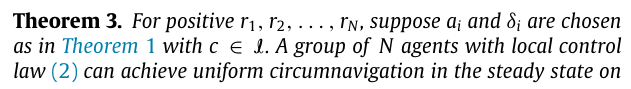 Theorem 3. For positive r₁, r₂, . . . , r_N, suppose aᵢ and δᵢ are chosen
as in Theorem 1 with c ∈ ℐ. A group of N agents with local control
law (2) can achieve uniform circumnavigation in the steady state on